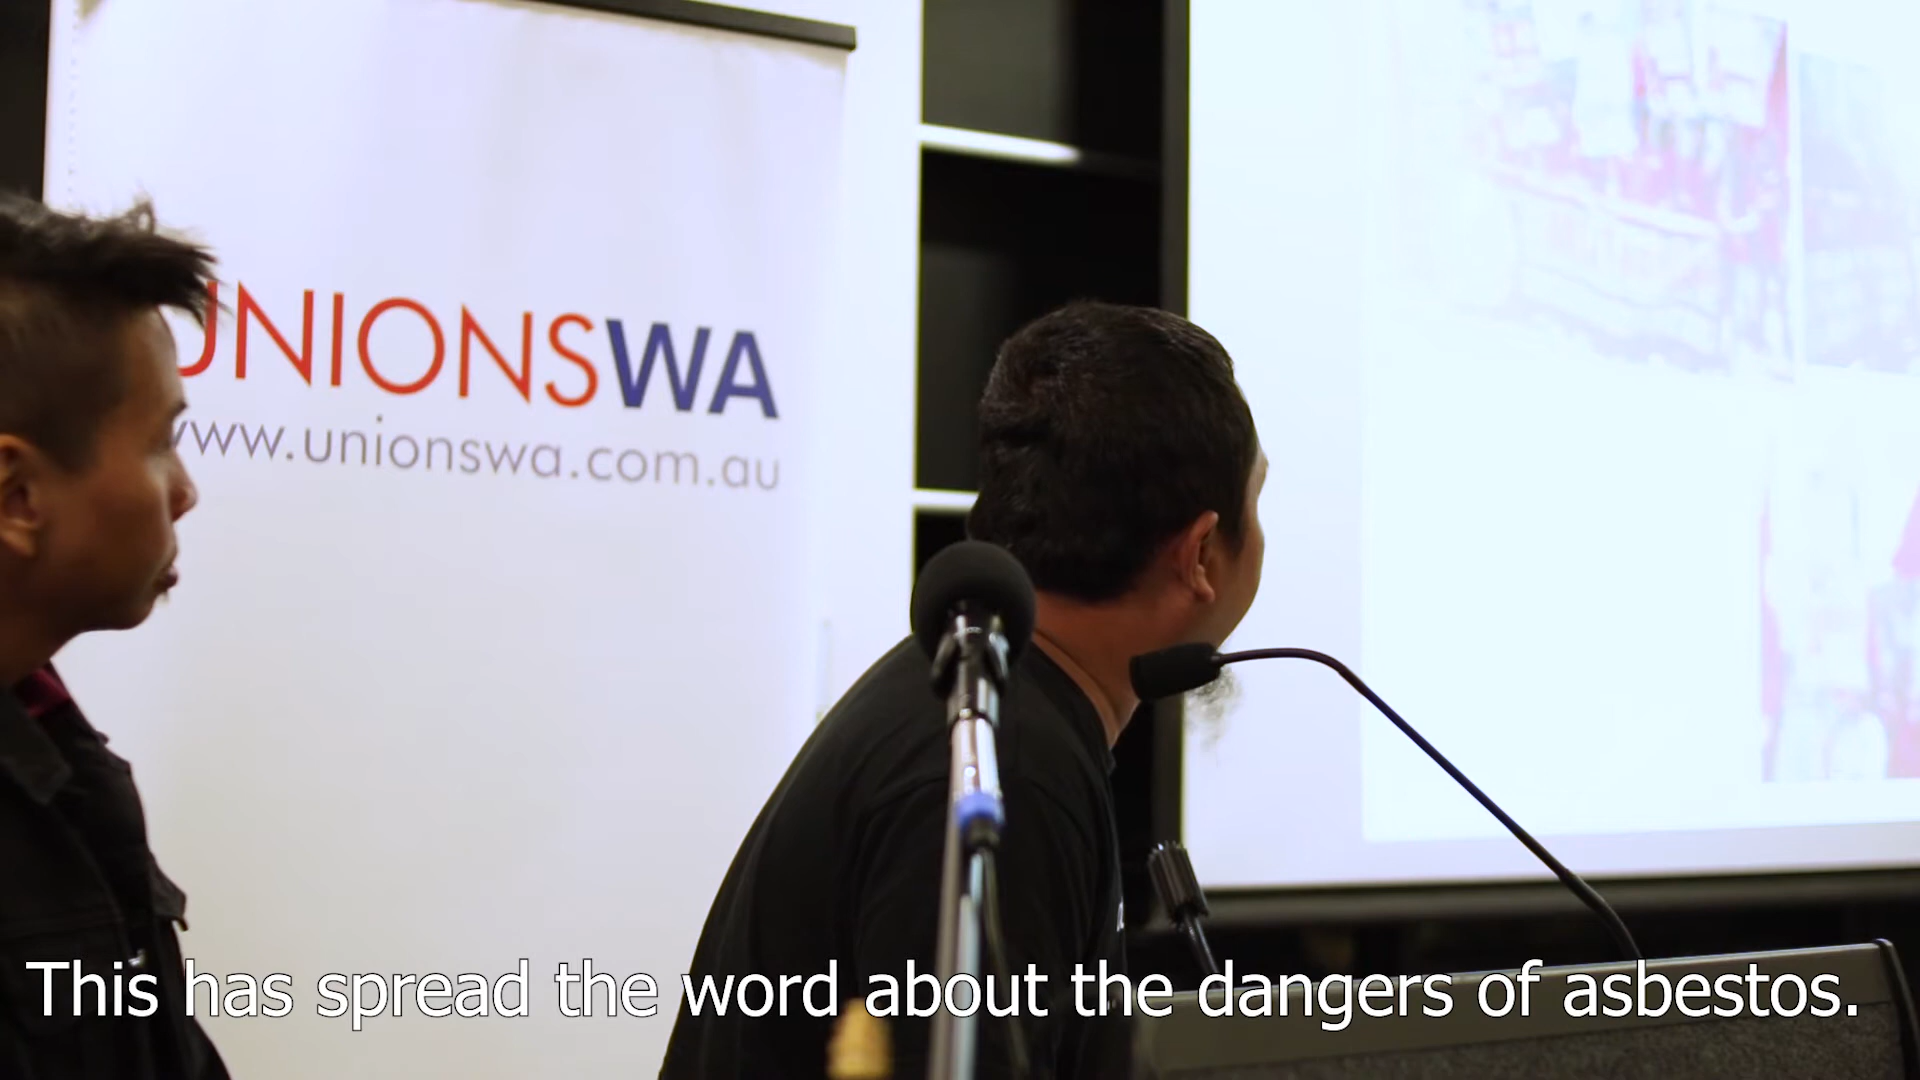 UNIONSWA
www.unionswa.com.au
This has spread the word about the dangers of asbestos.